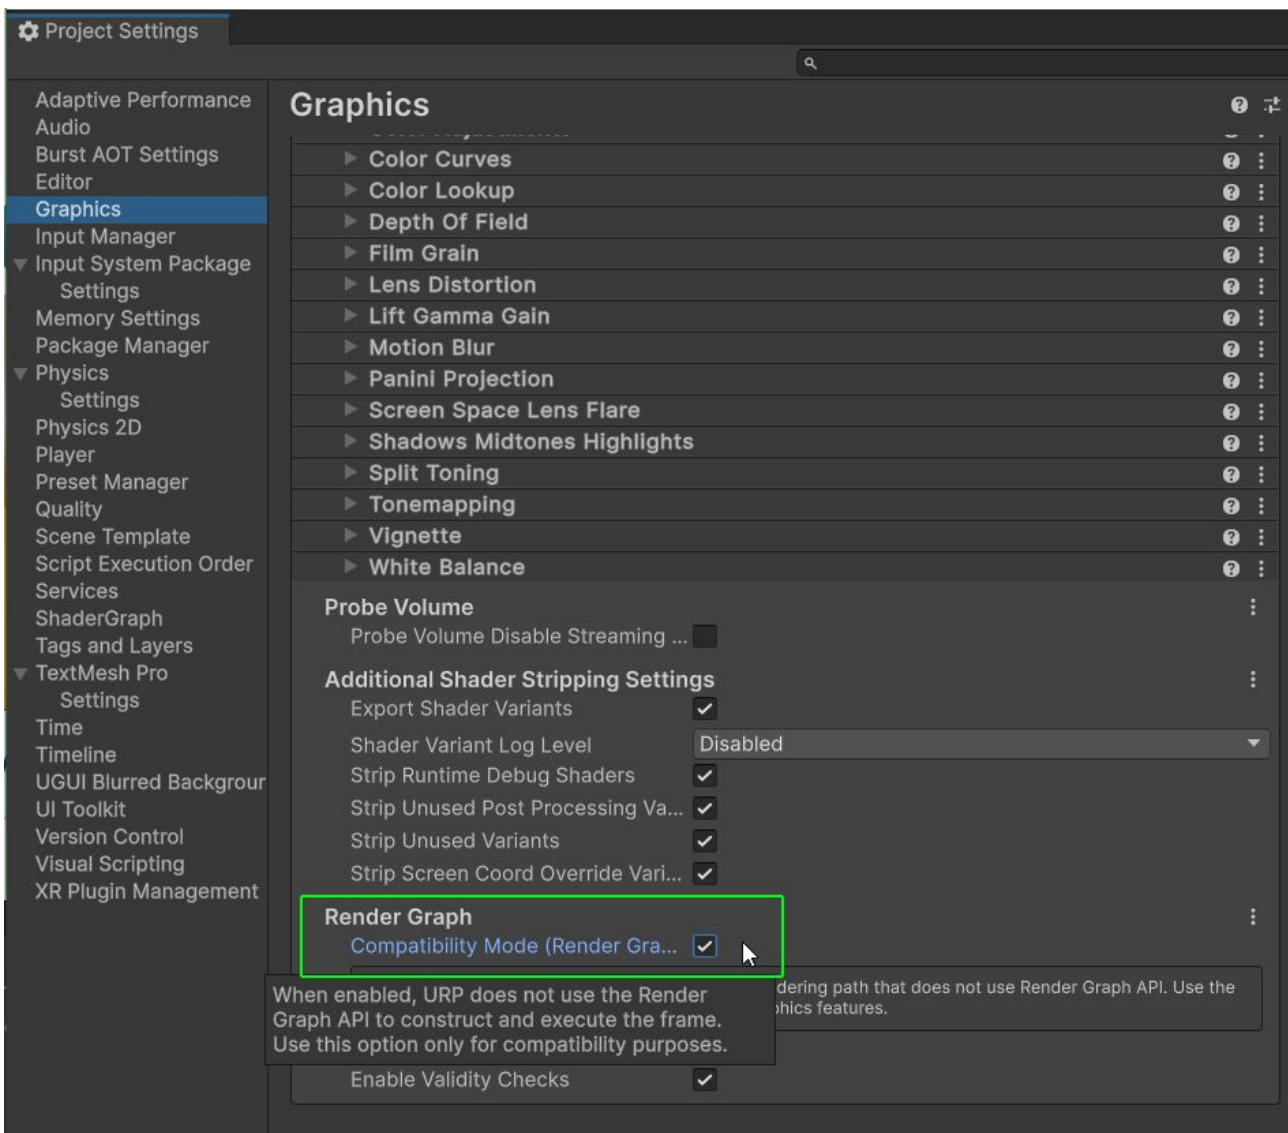 Project Settings
Adaptive Performance
Audio
Burst AOT Settings
Editor
Graphics
Input Manager
Input System Package
Settings
Memory Settings
Package Manager
Physics
Settings
Physics 2D
Player
Preset Manager
Quality
Scene Template
Script Execution Order
Services
ShaderGraph
Tags and Layers
TextMesh Pro
Settings
Time
Timeline
UGUI Blurred Backgrour
UI Toolkit
Version Control
Visual Scripting
XR Plugin Management
Graphics
Color Curves
Color Lookup
Depth Of Field
Film Grain
Lens Distortion
Lift Gamma Gain
Motion Blur
Panini Projection
Screen Space Lens Flare
Shadows Midtones Highlights
Split Toning
Tonemapping
Vignette
White Balance
Probe Volume
Probe Volume Disable Streaming ...
Additional Shader Stripping Settings
Export Shader Variants
Shader Variant Log Level Disabled
Strip Runtime Debug Shaders
Strip Unused Post Processing Va...
Strip Unused Variants
Strip Screen Coord Override Vari...
Render Graph
Compatibility Mode (Render Gra...
dering path that does not use Render Graph API. Use the
phics features.
When enabled, URP does not use the Render
Graph API to construct and execute the frame.
Use this option only for compatibility purposes.
Enable Validity Checks